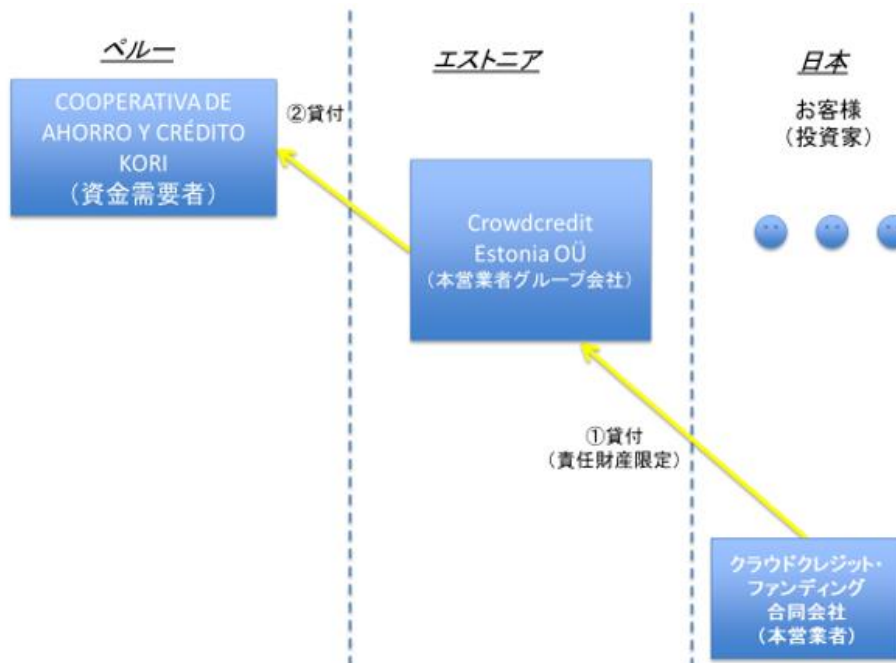 ペルー
COOPERATIVA DE
AHORRO Y CRÉDITO
KORI
（資金需要者）
②貸付
エストニア
Crowdcredit
Estonia OÜ
（本営業者グループ会社）
①貸付
（責任財産限定）
日本
お客様
（投資家）
クラウドクレジット・
ファンディング
合同会社
（本営業者）